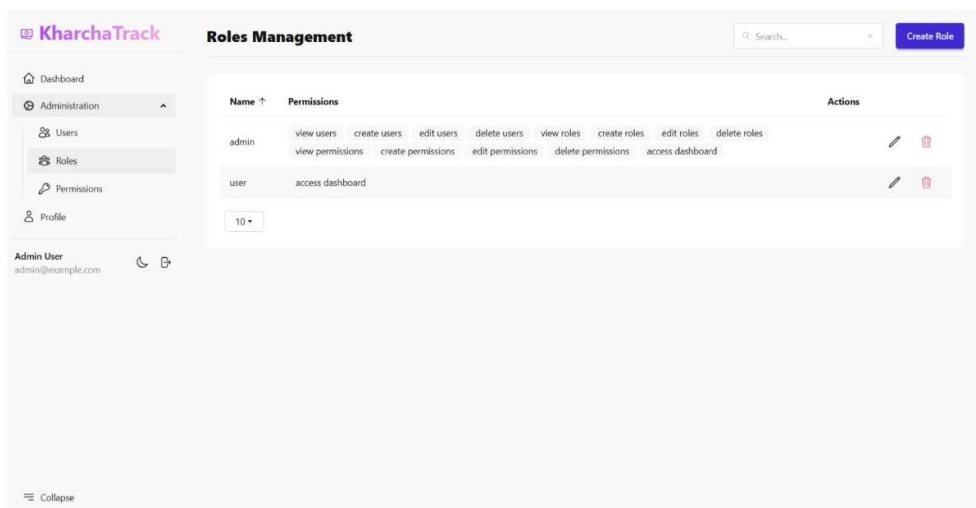 KharchaTrack
Dashboard
Administration
Users
Roles
Permissions
Profile
Admin User
admin@example.com
Collapse
Roles Management
Search...
Create Role
Name ↑ Permissions Actions
admin
view users create users edit users delete users view roles create roles edit roles delete roles
view permissions create permissions edit permissions delete permissions access dashboard
user access dashboard
10